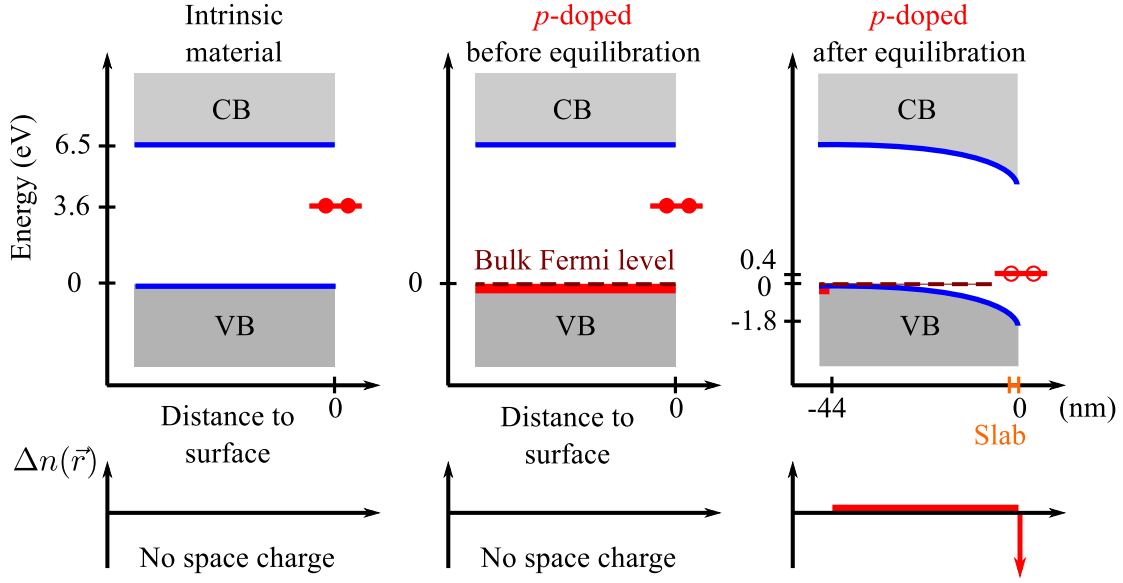 Intrinsic
material
p-doped
before equilibration
p-doped
after equilibration
Energy (eV)
CB
6.5
3.6
0
VB
0
Distance to
surface
CB
Bulk Fermi level
0
VB
0
Distance to
surface
CB
0.4
0
-1.8
VB
-44
0
(nm)
Slab
Δn(r⃗)
No space charge
No space charge